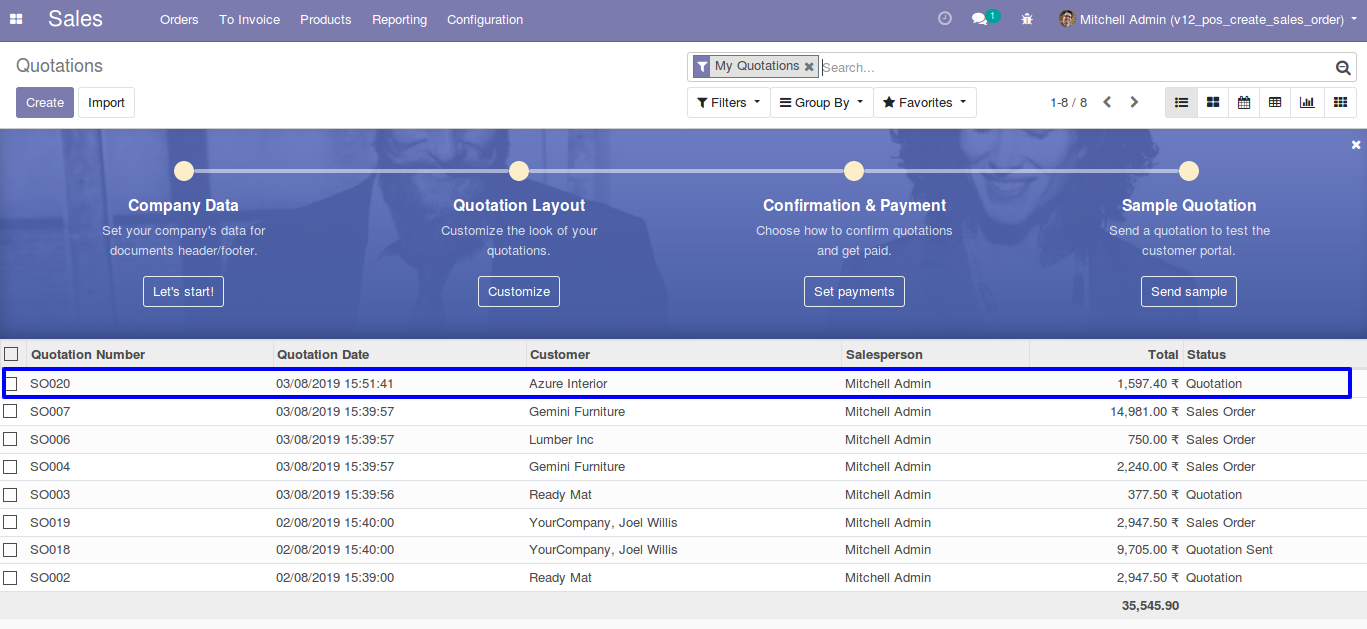 Sales Orders To Invoice Products Reporting Configuration 1 Mitchell Admin (v12_pos_create_sales_order)
Quotations My Quotations Search...
Create Import Filters Group By Favorites 1-8 / 8
Company Data Quotation Layout Confirmation & Payment Sample Quotation
Set your company's data for Customize the look of your Choose how to confirm quotations Send a quotation to test the
documents header/footer. quotations. and get paid. customer portal.
Let's start! Customize Set payments Send sample
Quotation Number Quotation Date Customer Salesperson Total Status
SO020 03/08/2019 15:51:41 Azure Interior Mitchell Admin 1,597.40 ₹ Quotation
SO007 03/08/2019 15:39:57 Gemini Furniture Mitchell Admin 14,981.00 ₹ Sales Order
SO006 03/08/2019 15:39:57 Lumber Inc Mitchell Admin 750.00 ₹ Sales Order
SO004 03/08/2019 15:39:57 Gemini Furniture Mitchell Admin 2,240.00 ₹ Sales Order
SO003 03/08/2019 15:39:56 Ready Mat Mitchell Admin 377.50 ₹ Quotation
SO019 02/08/2019 15:40:00 YourCompany, Joel Willis Mitchell Admin 2,947.50 ₹ Sales Order
SO018 02/08/2019 15:40:00 YourCompany, Joel Willis Mitchell Admin 9,705.00 ₹ Quotation Sent
SO002 02/08/2019 15:39:00 Ready Mat Mitchell Admin 2,947.50 ₹ Quotation
35,545.90